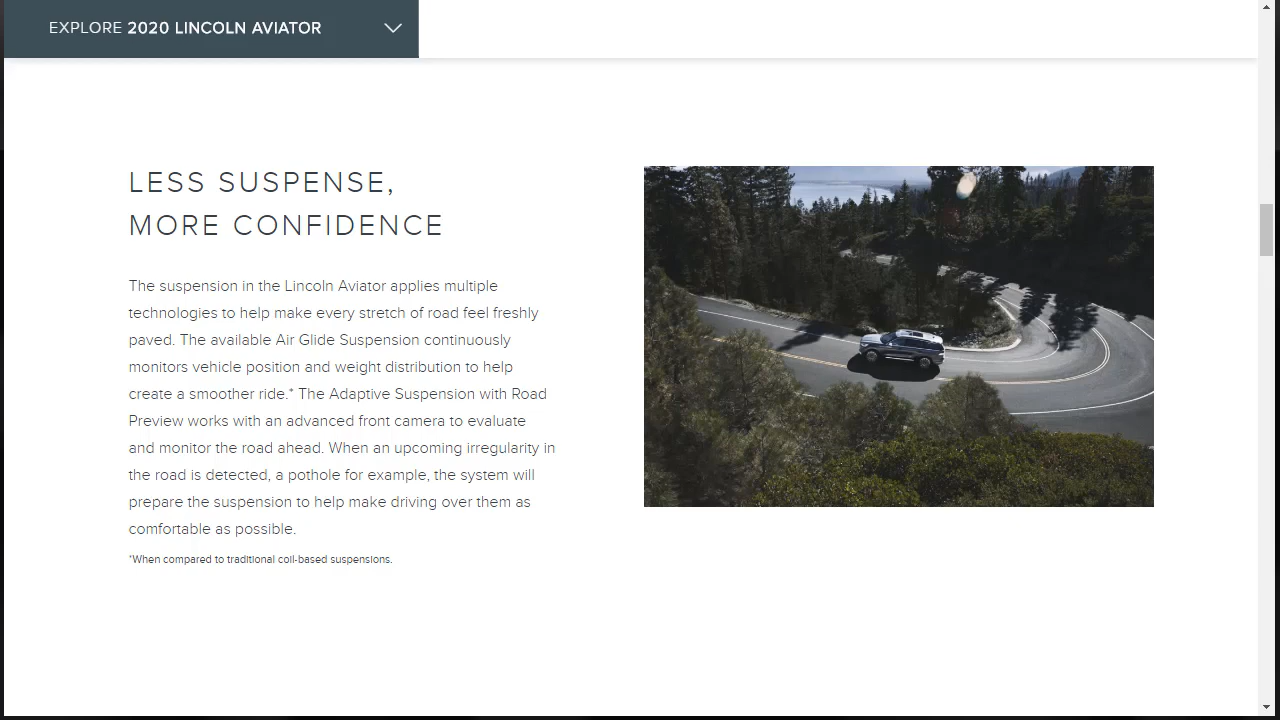 EXPLORE 2020 LINCOLN AVIATOR
LESS SUSPENSE,
MORE CONFIDENCE
The suspension in the Lincoln Aviator applies multiple
technologies to help make every stretch of road feel freshly
paved. The available Air Glide Suspension continuously
monitors vehicle position and weight distribution to help
create a smoother ride.* The Adaptive Suspension with Road
Preview works with an advanced front camera to evaluate
and monitor the road ahead. When an upcoming irregularity in
the road is detected, a pothole for example, the system will
prepare the suspension to help make driving over them as
comfortable as possible.
*When compared to traditional coil-based suspensions.